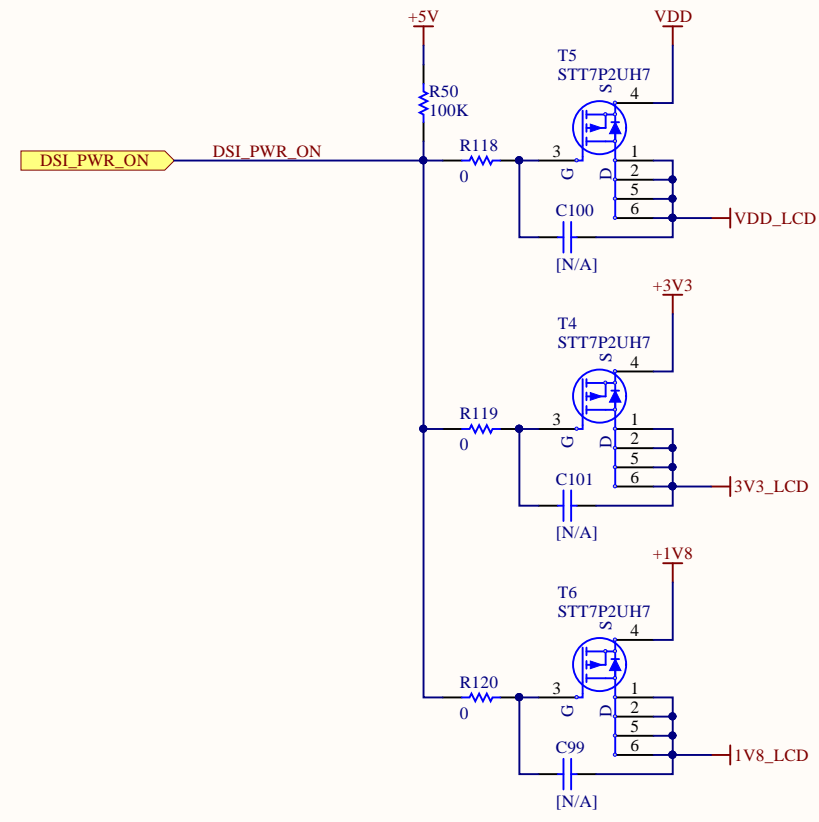 +5V
VDD
T5
STT7P2UH7
S
4
R50
100K
DSI_PWR_ON
DSI_PWR_ON
R118
0
3
G
D
1
2
5
6
C100
[N/A]
VDD_LCD
+3V3
T4
STT7P2UH7
S
4
R119
0
3
G
D
1
2
5
6
C101
[N/A]
3V3_LCD
+1V8
T6
STT7P2UH7
S
4
R120
0
3
G
D
1
2
5
6
C99
[N/A]
1V8_LCD